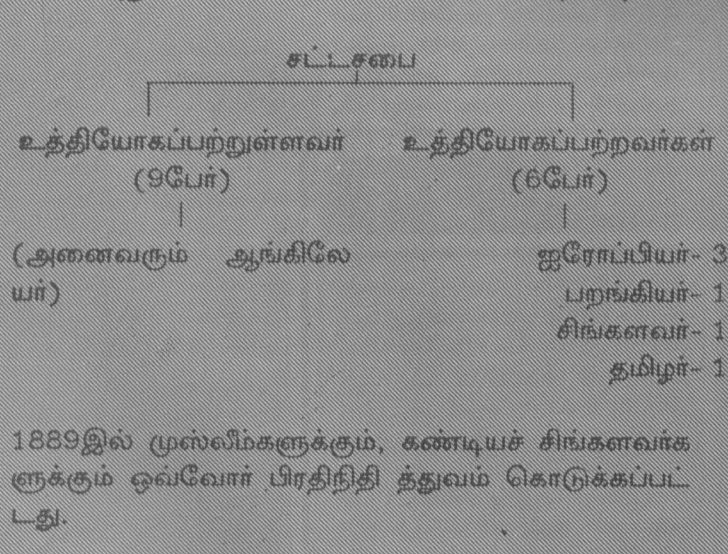 சட்டசபை
உத்தியோகப்பற்றுள்ளவர் உத்தியோகப்பற்றவர்கள்
(9பேர்) (6பேர்)
(அனைவரும் ஆங்கிலே ஐரோப்பியர்- 3
யர்) பறங்கியர்- 1
சிங்களவர்- 1
தமிழர்- 1
1889இல் முஸ்லீம்களுக்கும், கண்டியச் சிங்களவர்க
ளுக்கும் ஒவ்வோர் பிரதிநிதி த்துவம் கொடுக்கப்பட்
டது.